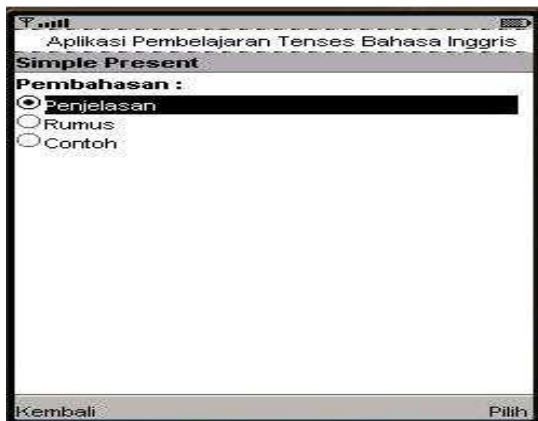 Aplikasi Pembelajaran Tenses Bahasa Inggris
Simple Present
Pembahasan :
Penjelasan
Rumus
Contoh
Kembali Pilih